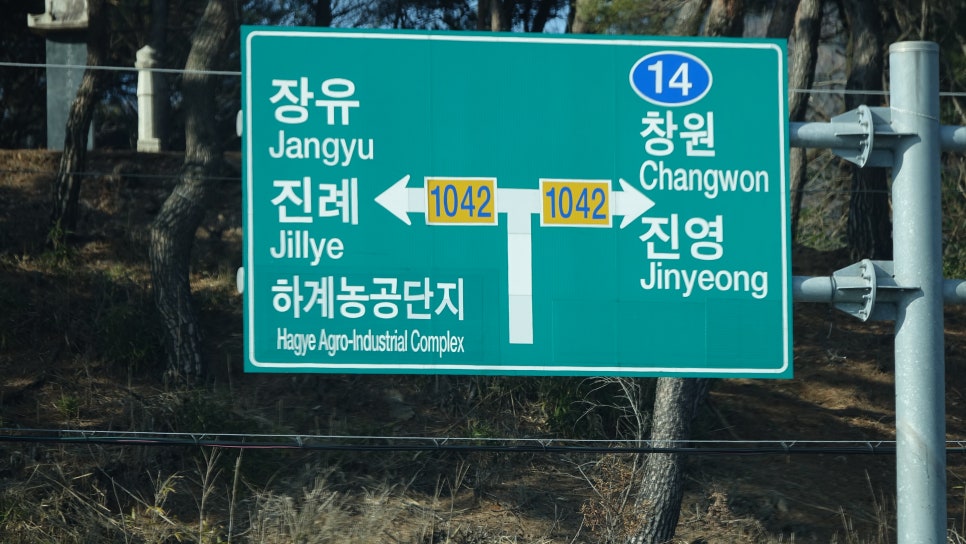 장유
Jangyu
진례
Jillye
하계농공단지
Hagye Agro-Industrial Complex
1042
1042
14
창원
Changwon
진영
Jinyeong